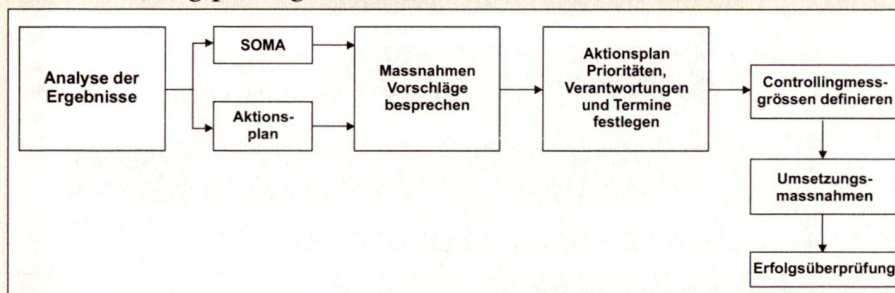 Analyse der
Ergebnisse
SOMA
Aktions-
plan
Massnahmen
Vorschläge
besprechen
Aktionsplan
Prioritäten,
Verantwortungen
und Termine
festlegen
Controllingmess-
grössen definieren
Umsetzungs-
massnahmen
Erfolgsüberprüfung